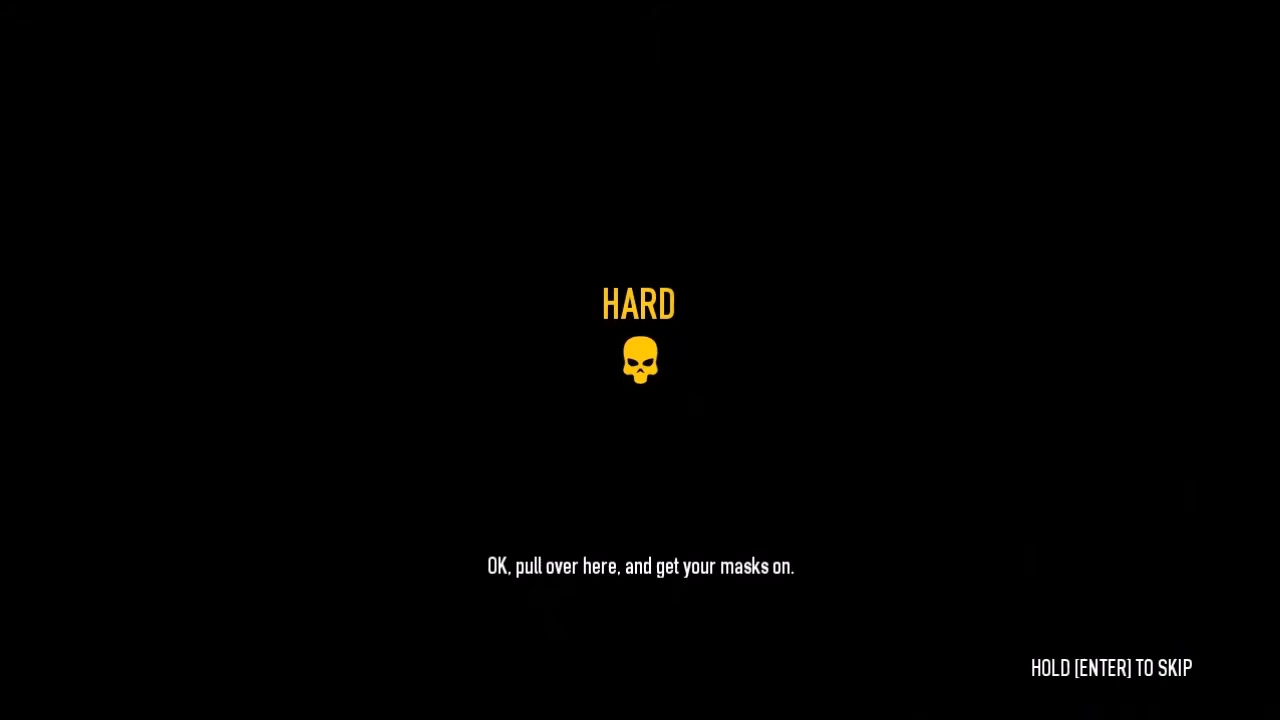 HARD
OK, pull over here, and get your masks on.
HOLD [ENTER] TO SKIP